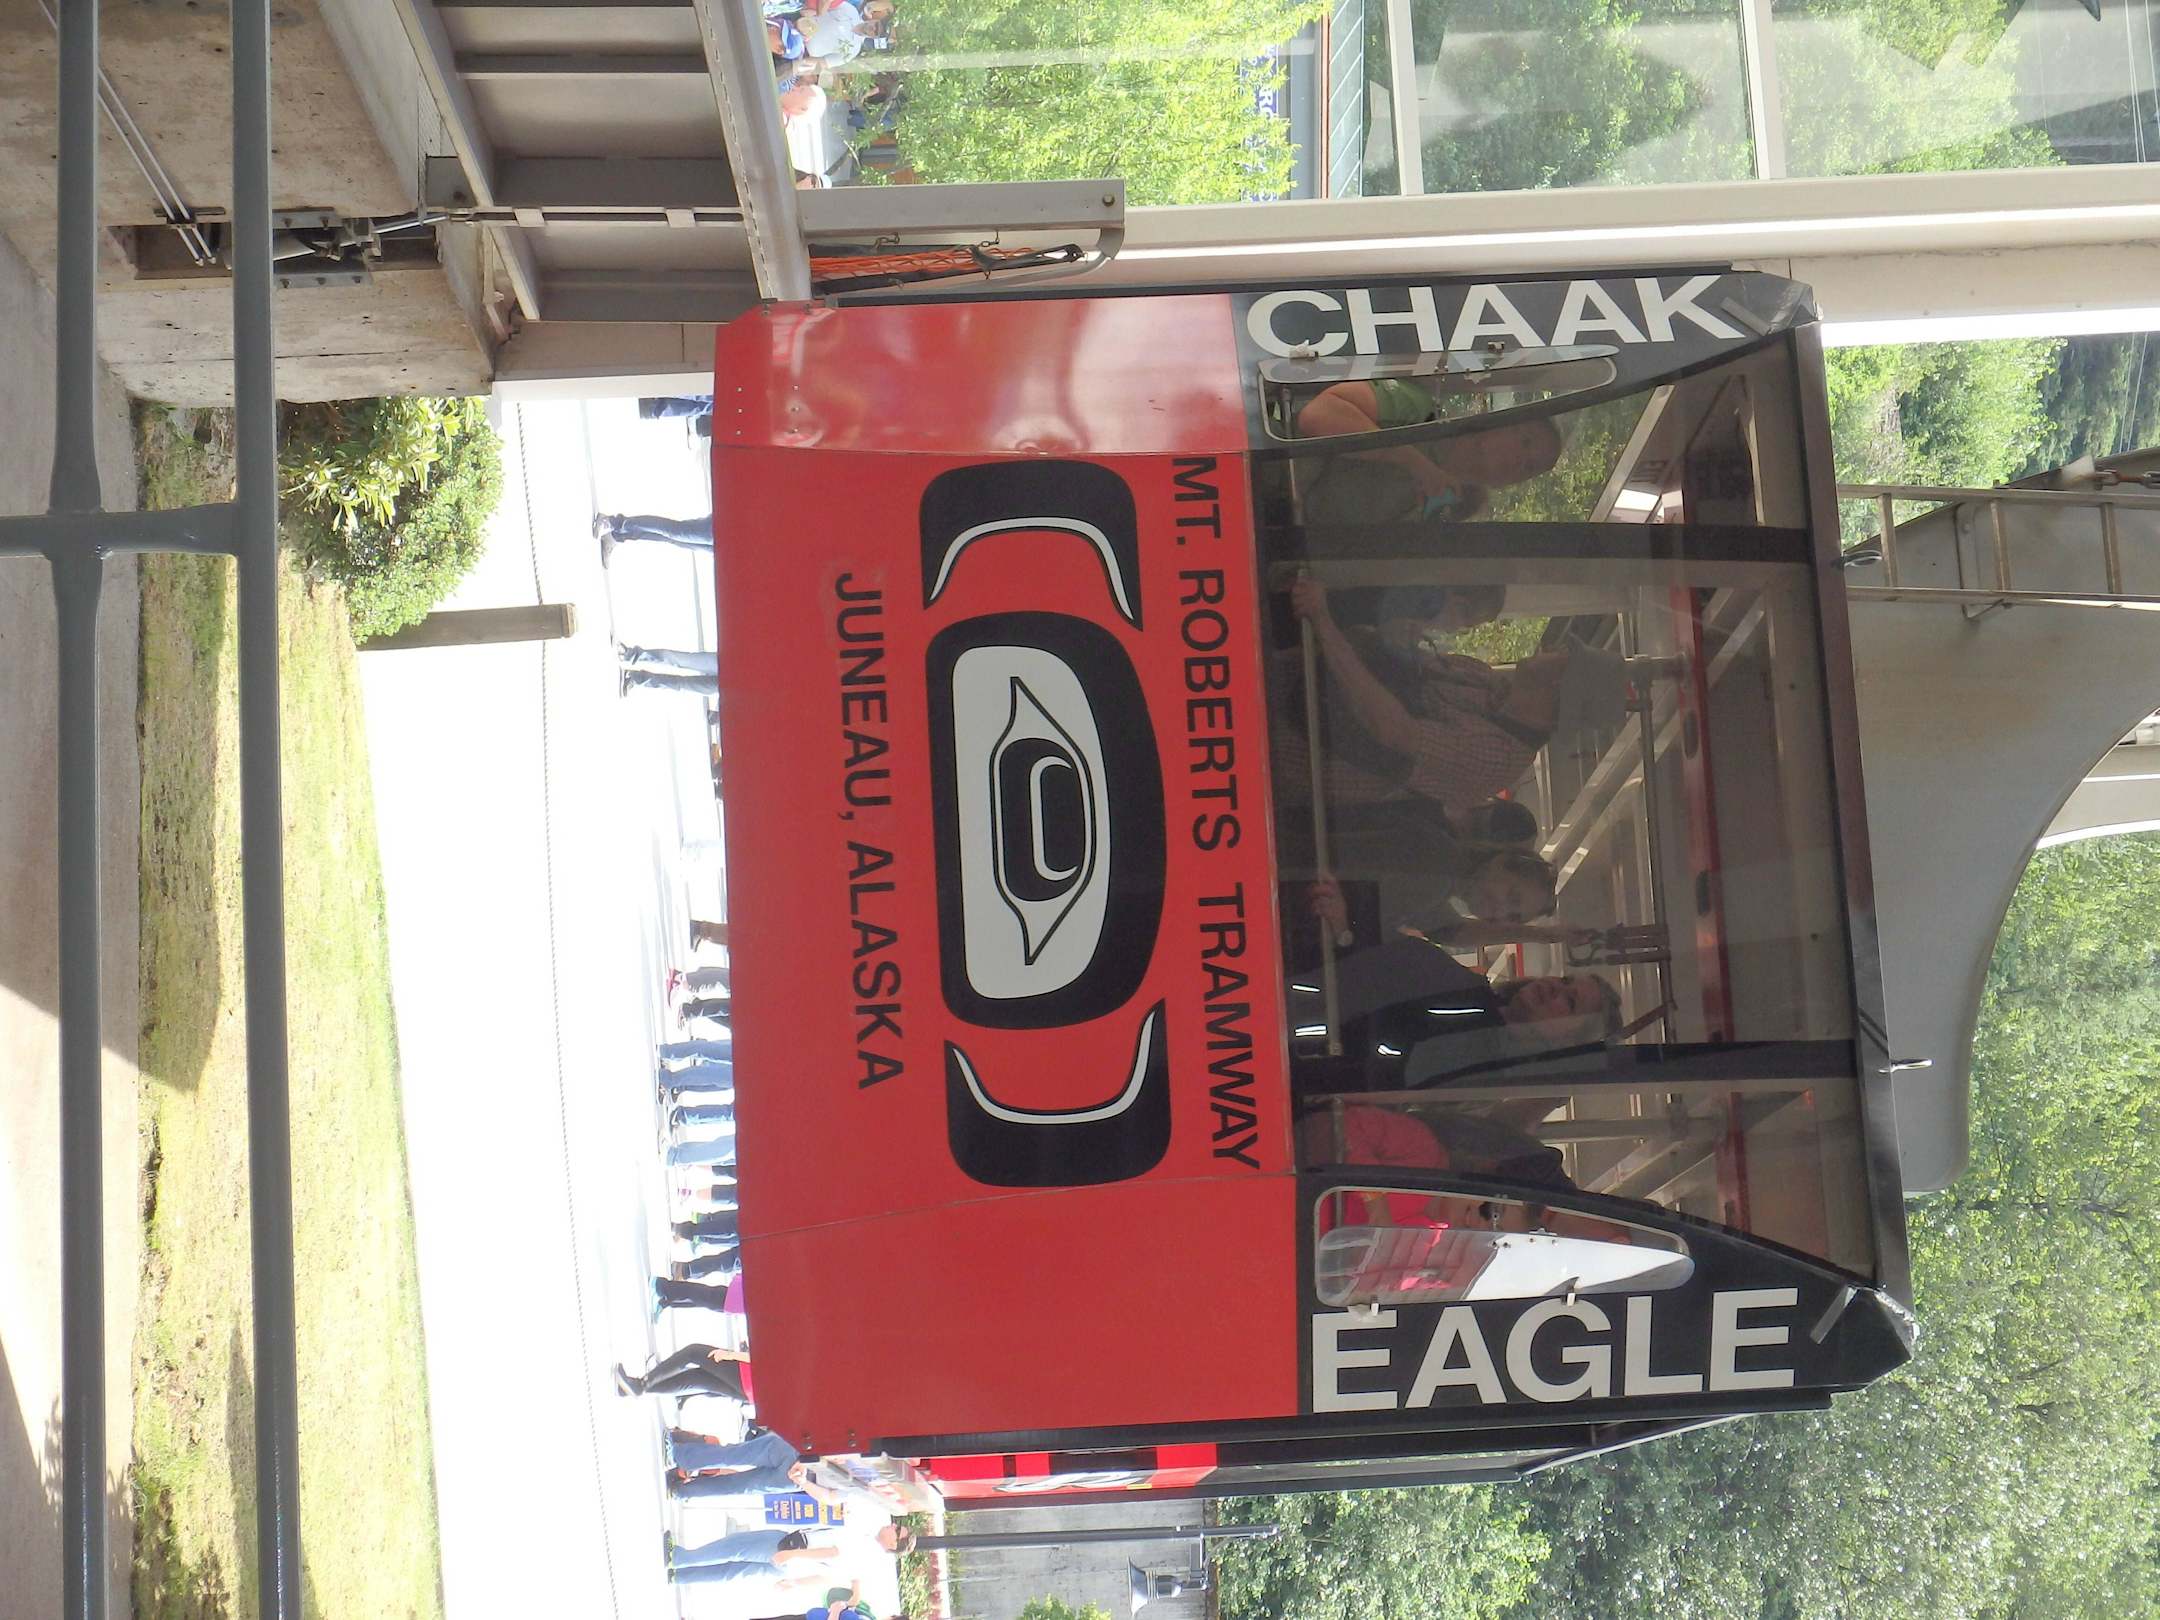 CHAAK
EAGLE
MT. ROBERTS TRAMWAY
JUNEAU, ALASKA